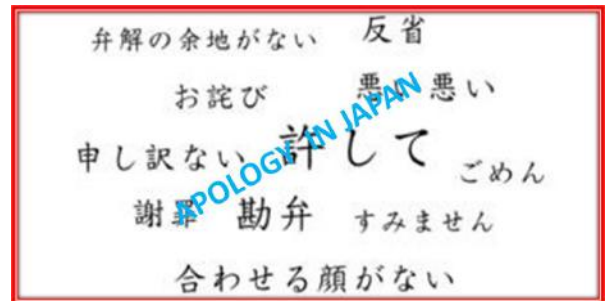 弁解の余地がない 反省
お詫び 悪い悪い
申し訳ない 許して ごめん
謝罪 勘弁 すみません
合わせる顔がない
APOLOGY IN JAPAN